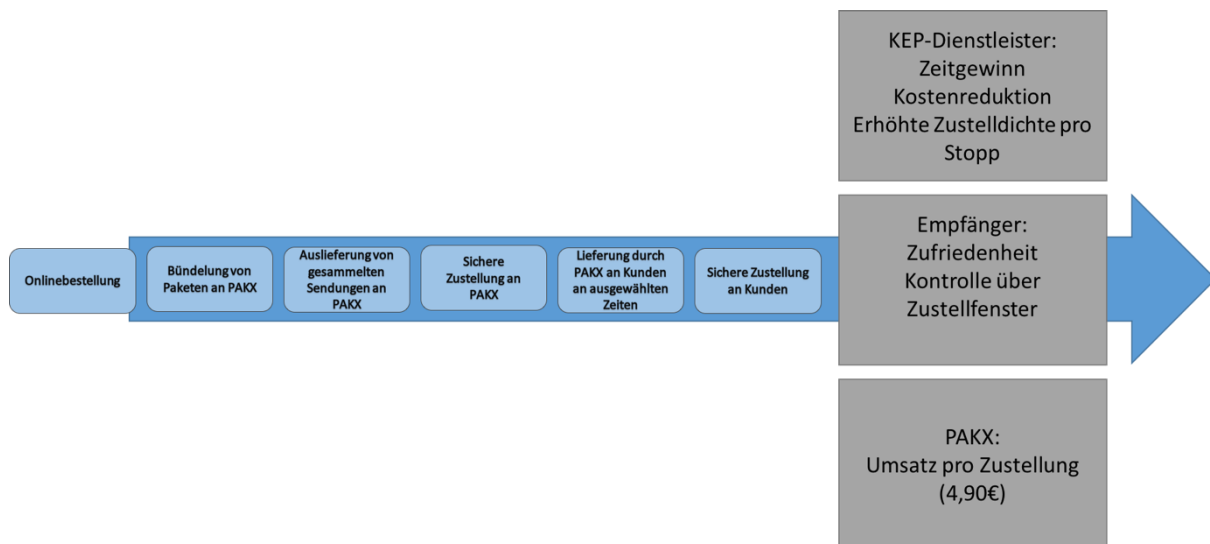 Onlinebestellung
Bündelung von
Paketen an PAKX
Auslieferung von
gesammelten
Sendungen an
PAKX
Sichere
Zustellung an
PAKX
Lieferung durch
PAKX an Kunden
an ausgewählten
Zeiten
Sichere Zustellung
an Kunden
KEP-Dienstleister:
Zeitgewinn
Kostenreduktion
Erhöhte Zustelldichte pro
Stopp
Empfänger:
Zufriedenheit
Kontrolle über
Zustellfenster
PAKX:
Umsatz pro Zustellung
(4,90€)